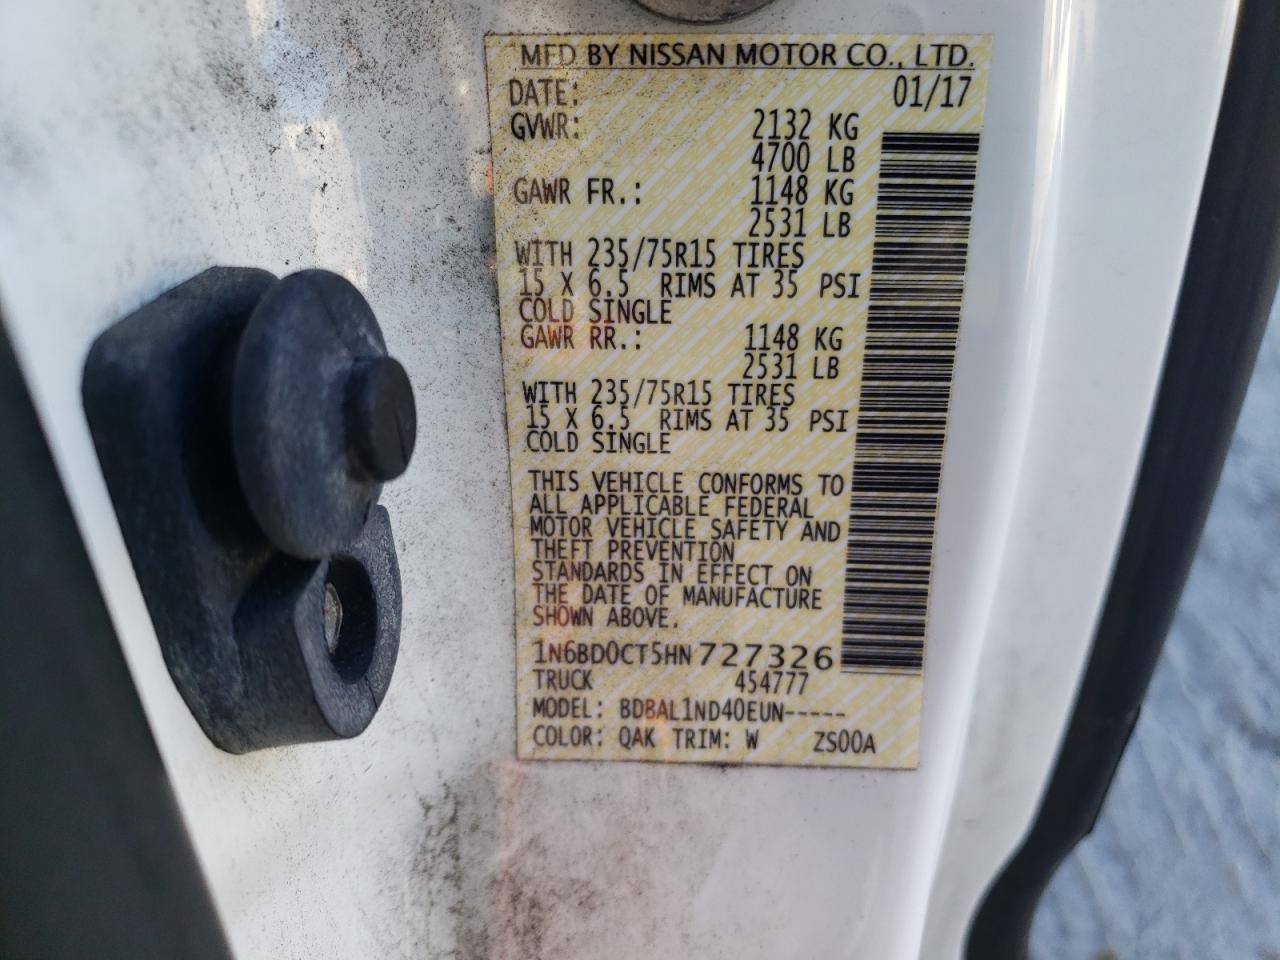 MFD BY NISSAN MOTOR CO., LTD.
DATE: 01/17
GVWR: 2132 KG
4700 LB
GAWR FR.: 1148 KG
2531 LB
WITH 235/75R15 TIRES
15 X 6.5 RIMS AT 35 PSI
COLD SINGLE
GAWR RR.: 1148 KG
2531 LB
WITH 235/75R15 TIRES
15 X 6.5 RIMS AT 35 PSI
COLD SINGLE
THIS VEHICLE CONFORMS TO
ALL APPLICABLE FEDERAL
MOTOR VEHICLE SAFETY AND
THEFT PREVENTION
STANDARDS IN EFFECT ON
THE DATE OF MANUFACTURE
SHOWN ABOVE.
1N6BD0CT5HN727326
TRUCK 454777
MODEL: BDBAL1ND40EUN-----
COLOR: QAK TRIM: W ZS00A